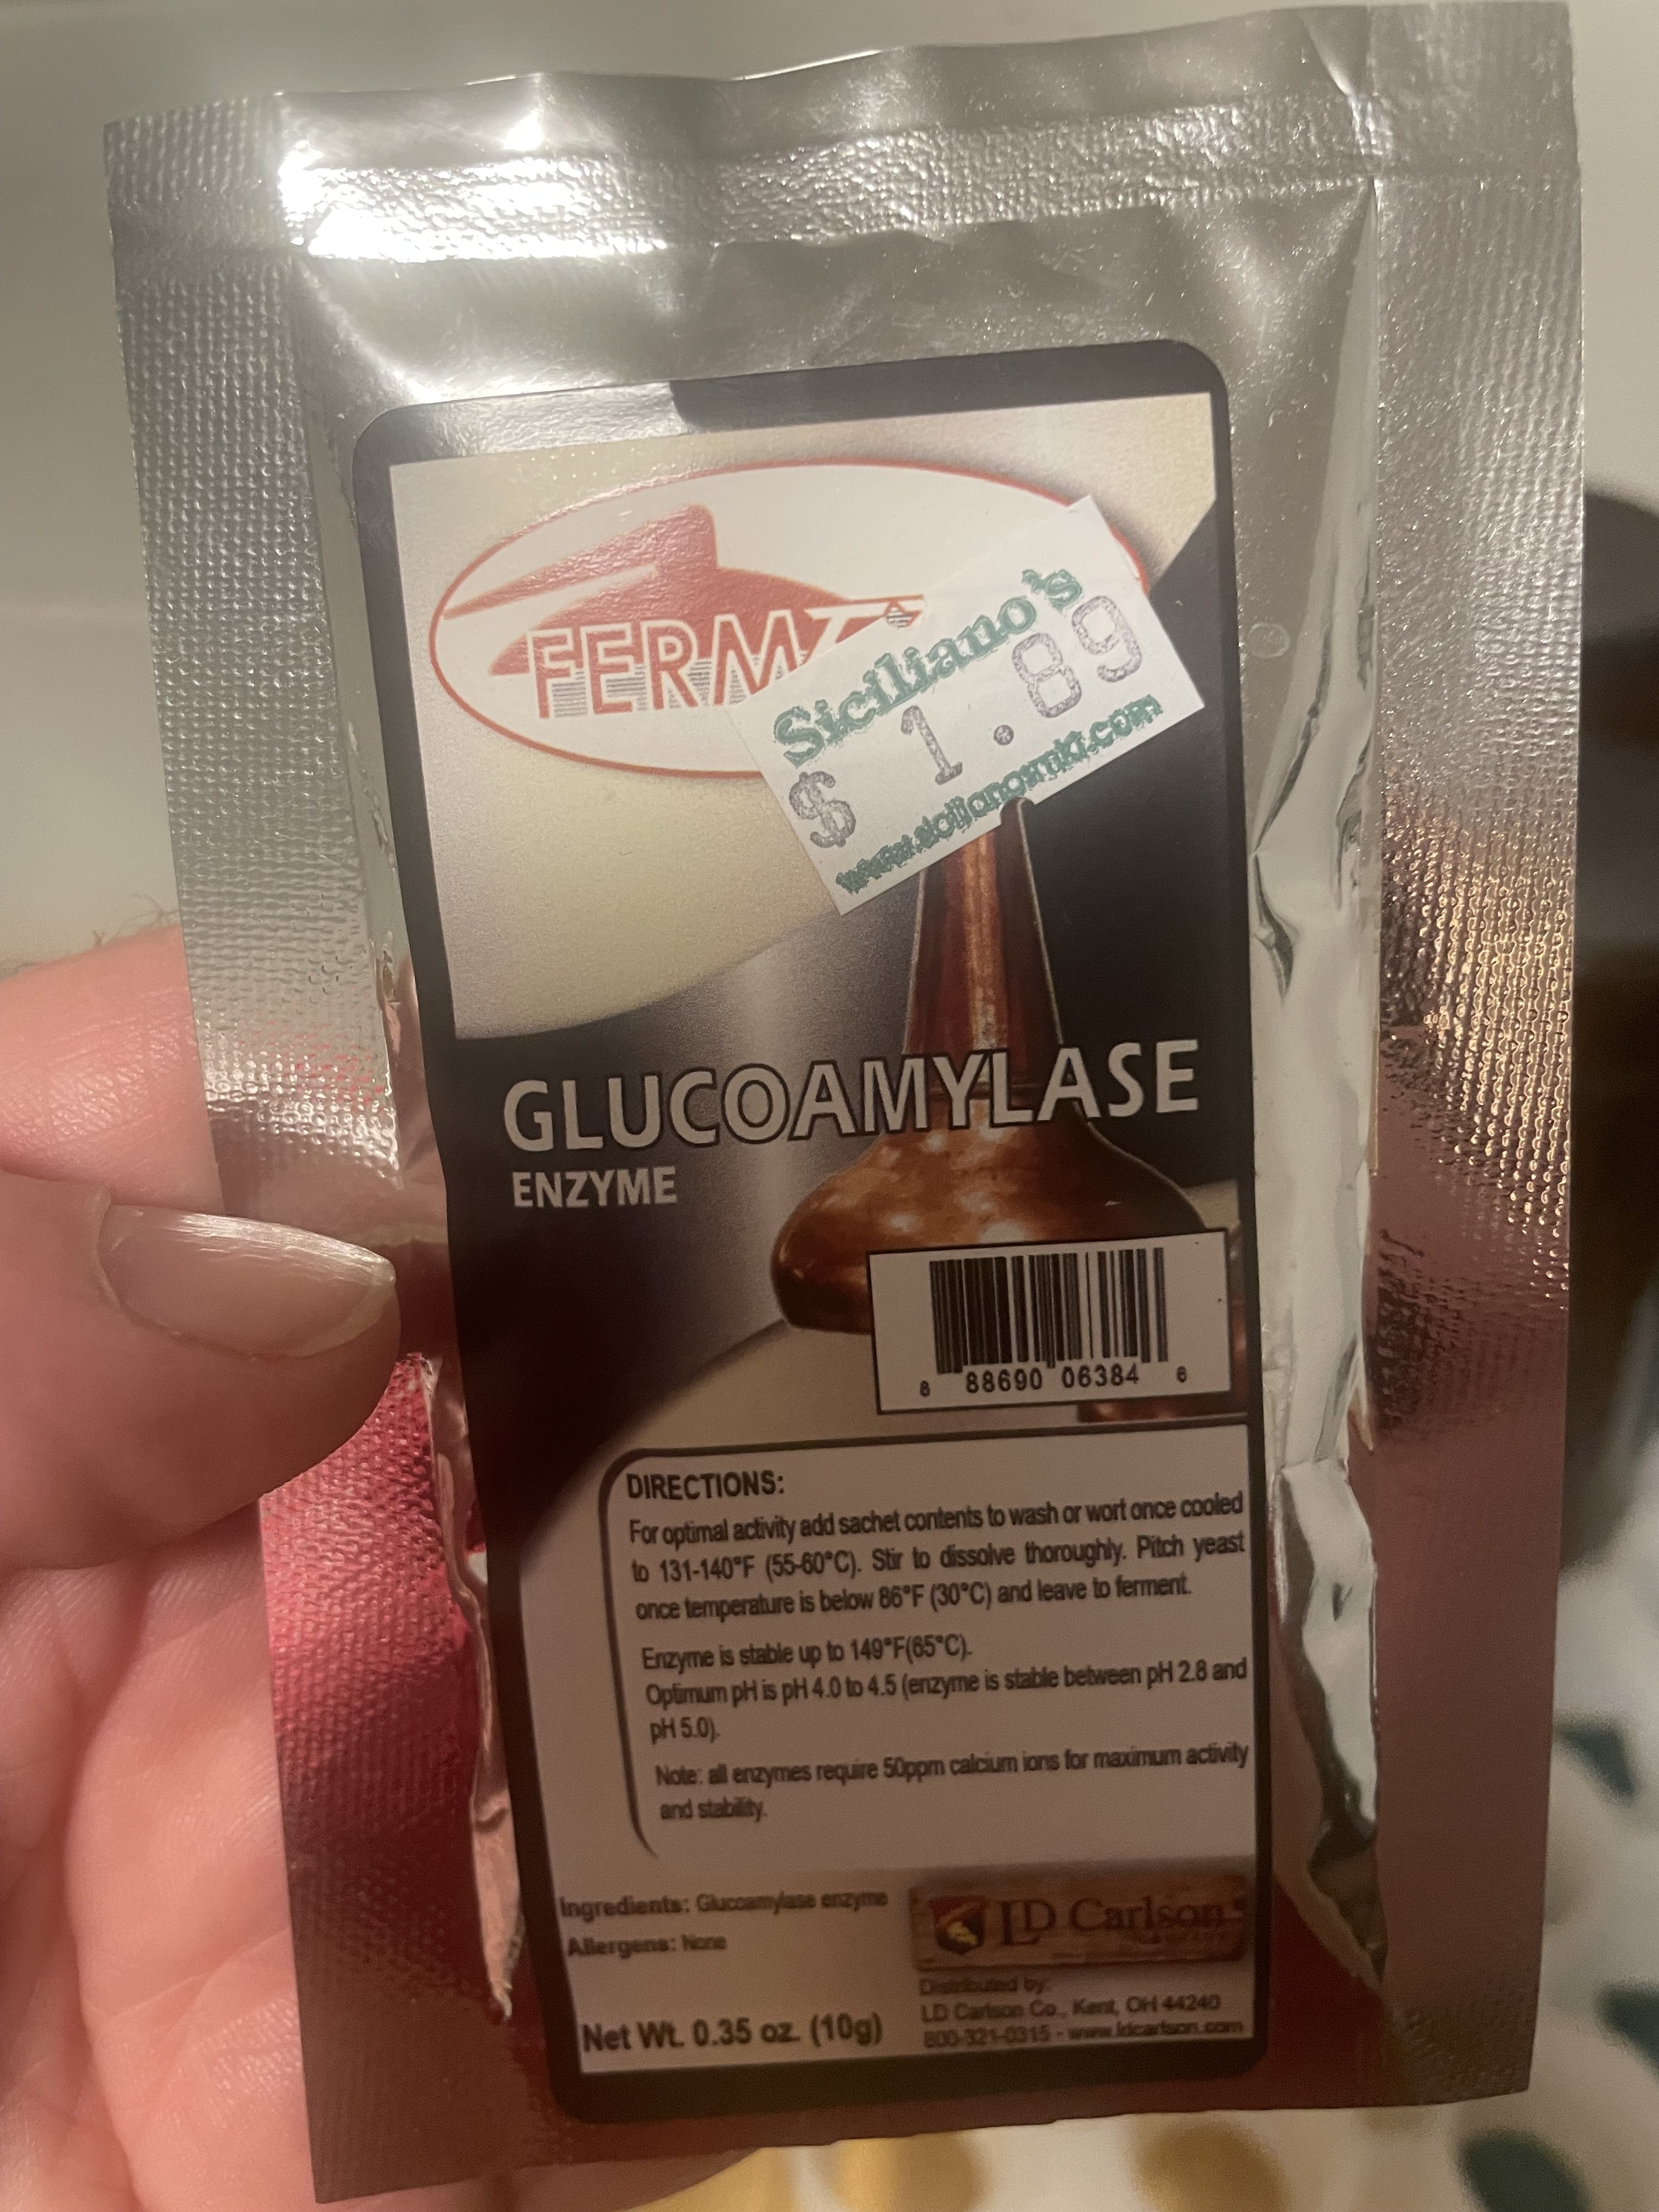 FERM
Siciliano's
$ 1.89
www.sicilianosmkt.com
GLUCOAMYLASE
ENZYME
8 88690 06384 6
DIRECTIONS:
For optimal activity add sachet contents to wash or wort once cooled
to 131-140°F (55-60°C). Stir to dissolve thoroughly. Pitch yeast
once temperature is below 86°F (30°C) and leave to ferment.
Enzyme is stable up to 149°F(65°C).
Optimum pH is pH 4.0 to 4.5 (enzyme is stable between pH 2.8 and
pH 5.0).
Note: all enzymes require 50ppm calcium ions for maximum activity
and stability.
Ingredients: Glucoamylase enzyme
Allergens: None
Net Wt. 0.35 oz. (10g)
LD Carlson
Distributed by:
LD Carlson Co., Kent, OH 44240
800-321-0315 - www.ldcarlson.com